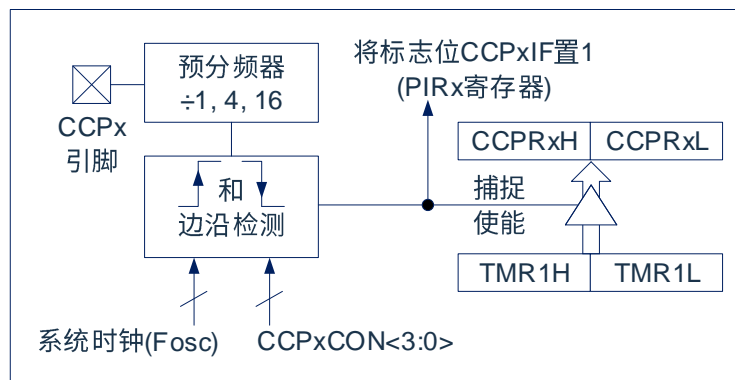 预分频器
÷1, 4, 16
CCPx
引脚
和
边沿检测
系统时钟(Fosc)
CCPxCON<3:0>
将标志位CCPxIF置1
(PIRx寄存器)
捕捉
使能
CCPRxH CCPRxL
TMR1H TMR1L